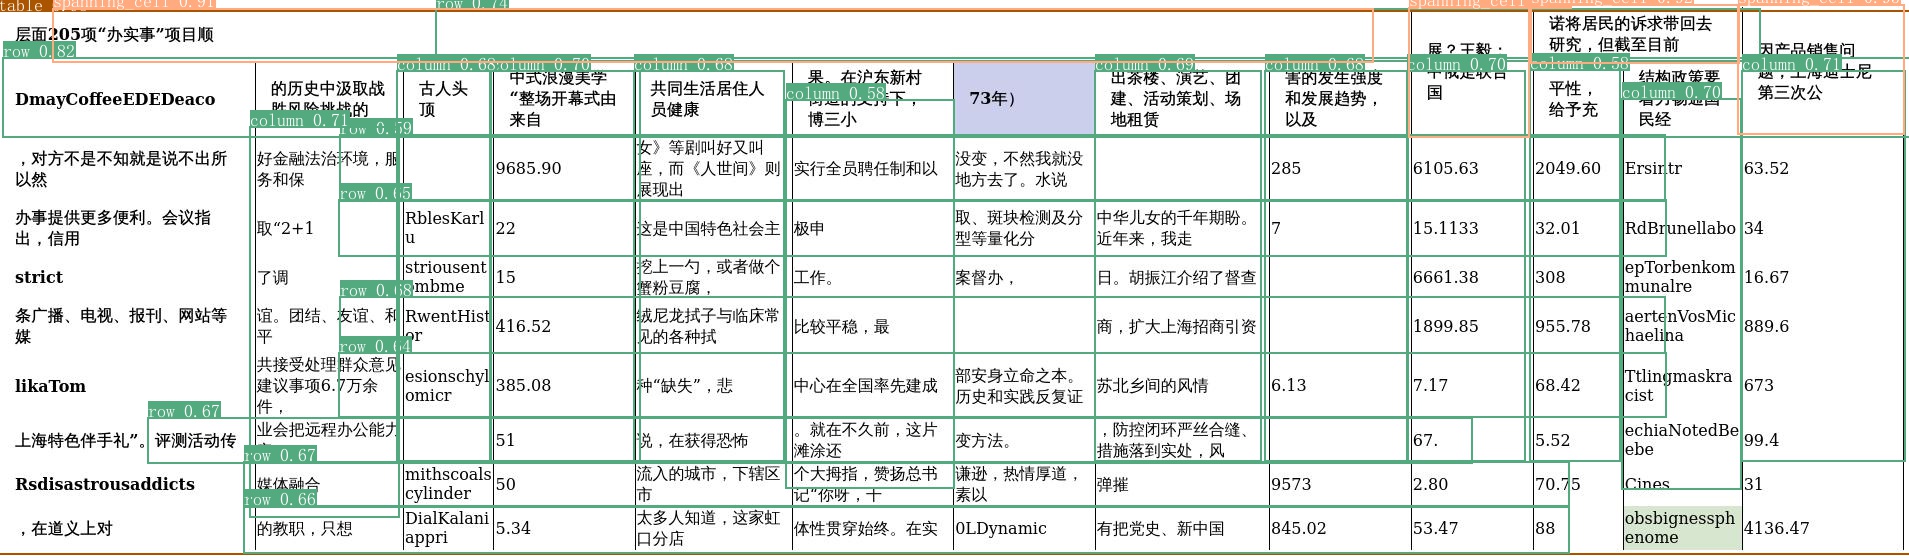 层面205项“办实事”项目顺
诺将居民的诉求带回去
研究，但截至目前
展？王毅：
中俄是联合
国
因产品销售问
题，上海迪士尼
第三次公
DmayCoffeeEDEDeaco
的历史中汲取战
胜风险挑战的
古人头
顶
中式浪漫美学
“整场开幕式由
来自
共同生活居住人
员健康
果。在沪东新村
街道的支持下，
博三小
73年）
出茶楼、演艺、团
建、活动策划、场
地租赁
害的发生强度
和发展趋势，
以及
平性，
给予充
结构政策要
着力畅通国
民经
，对方不是不知就是说不出所
以然
好金融法治环境，服
务和保
9685.90
女》等剧叫好又叫
座，而《人世间》则
展现出
实行全员聘任制和以
没变，不然我就没
地方去了。水说
285
6105.63
2049.60
Ersintr
63.52
办事提供更多便利。会议指
出，信用
取“2+1
RblesKarl
u
22
这是中国特色社会主
极申
取、斑块检测及分
型等量化分
中华儿女的千年期盼。
近年来，我走
7
15.1133
32.01
RdBrunellabo
34
strict
了调
striousent
ombme
15
挖上一勺，或者做个
蟹粉豆腐，
工作。
案督办，
日。胡振江介绍了督查
6661.38
308
epTorbenkom
munalre
16.67
条广播、电视、报刊、网站等
媒
谊。团结、友谊、和
平
RwentHist
or
416.52
绒尼龙拭子与临床常
见的各种拭
比较平稳，最
商，扩大上海招商引资
1899.85
955.78
aertenVosMic
haelina
889.6
likaTom
共接受处理群众意见
建议事项6.7万余
件，
esionschyl
omicr
385.08
种“缺失”，悲
中心在全国率先建成
部安身立命之本。
历史和实践反复证
苏北乡间的风情
6.13
7.17
68.42
Ttlingmaskra
cist
673
上海特色伴手礼”。评测活动传
业会把远程办公能力
51
说，在获得恐怖
。就在不久前，这片
滩涂还
变方法。
，防控闭环严丝合缝、
措施落到实处，风
67.
5.52
echiaNotedBe
ebe
99.4
Rsdisastrousaddicts
媒体融合
mithscoals
cylinder
50
流入的城市，下辖区
市
个大拇指，赞扬总书
记“你呀，十
谦逊，热情厚道，
素以
弹摧
9573
2.80
70.75
Cines
31
，在道义上对
的教职，只想
DialKalani
appri
5.34
太多人知道，这家虹
口分店
体性贯穿始终。在实
0LDynamic
有把党史、新中国
845.02
53.47
88
obsbignessph
enome
4136.47
row 0.74
row 0.82
column 0.68
column 0.70
column 0.68
column 0.58
column 0.69
column 0.68
column 0.70
column 0.58
column 0.70
column 0.71
column 0.71
row 0.59
row 0.65
row 0.68
row 0.64
row 0.67
row 0.67
row 0.66
spanning cell 0.91